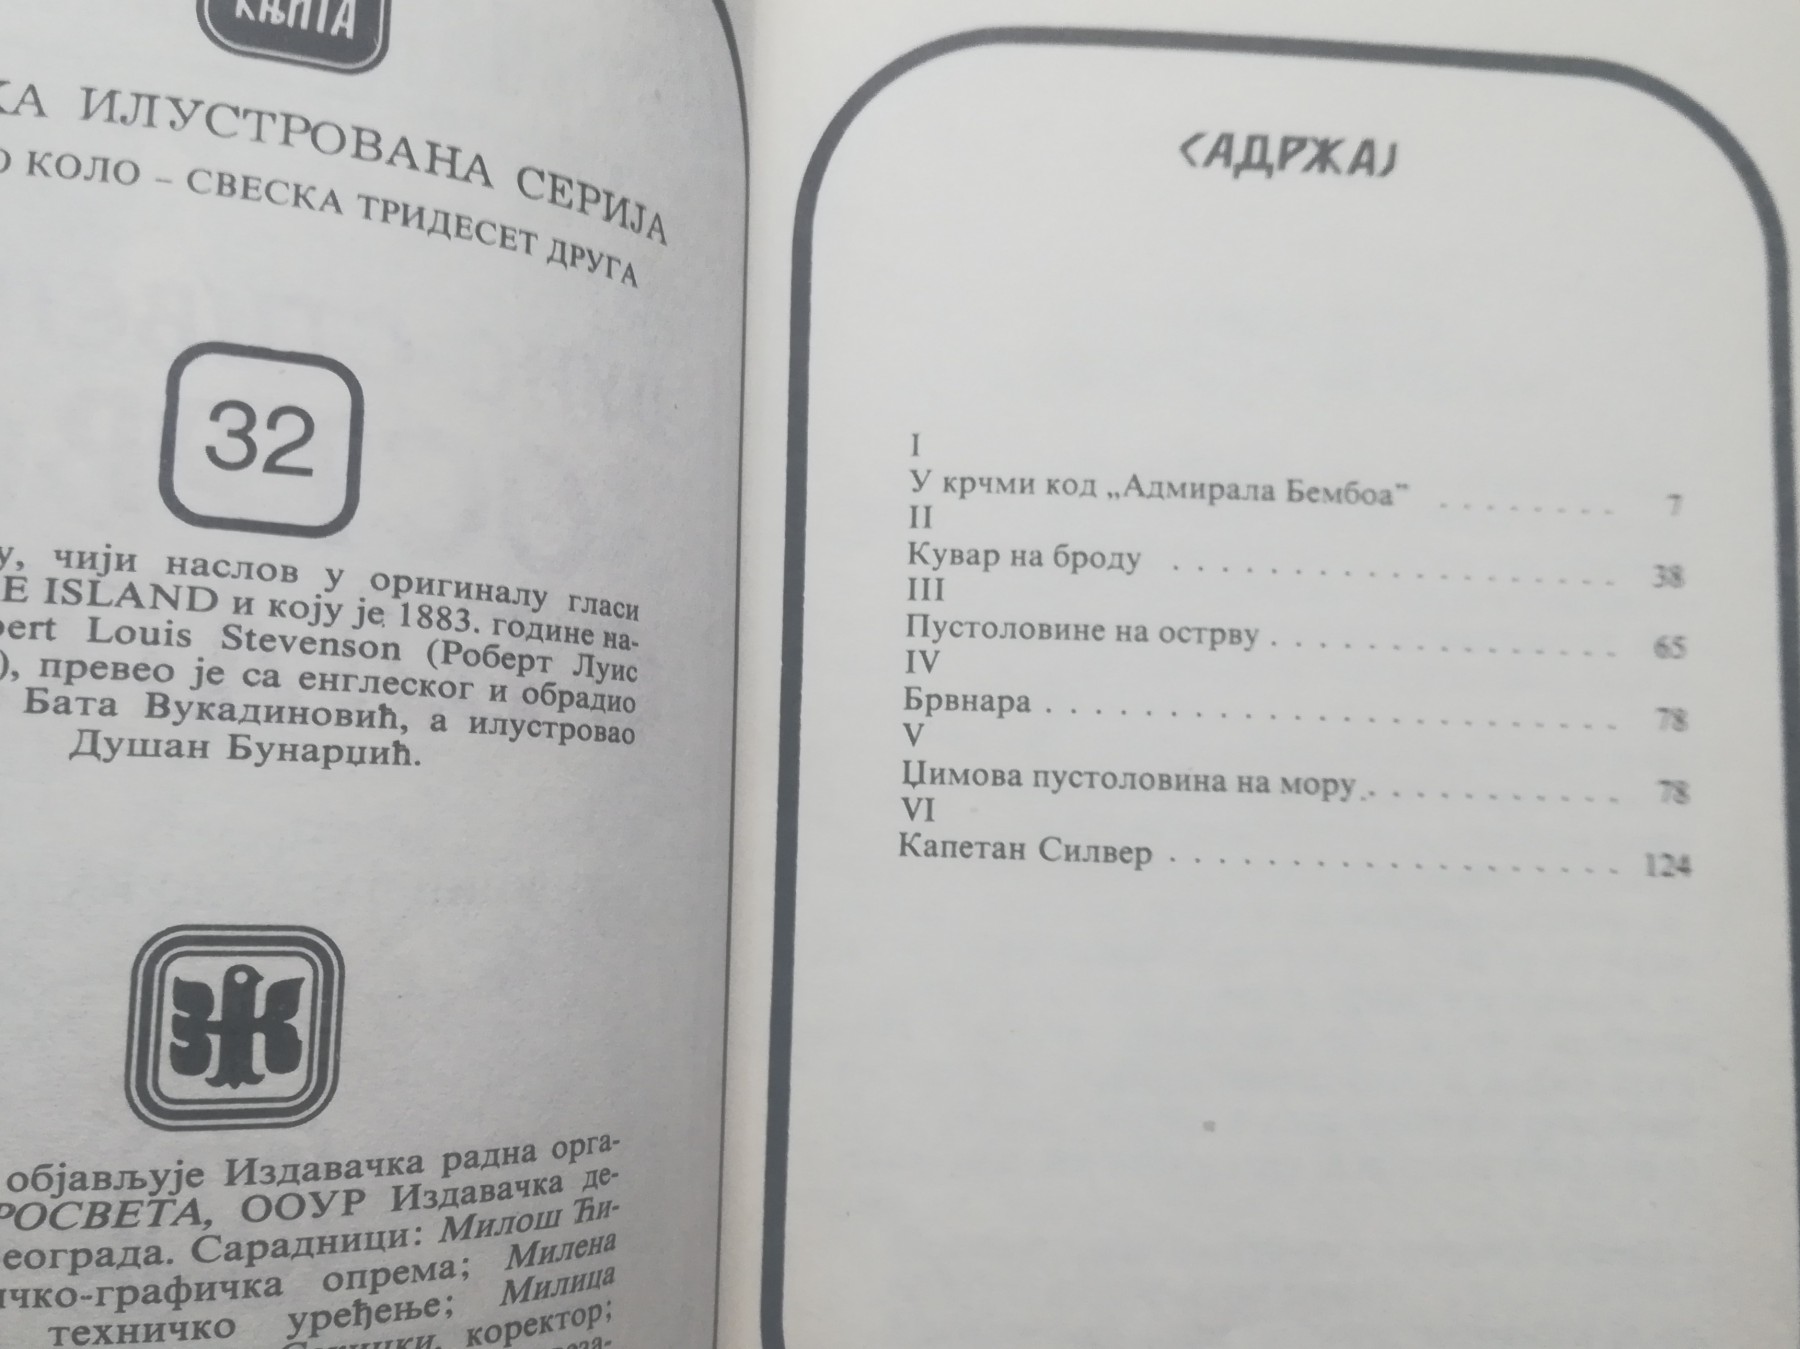 КЊИГА
КА ИЛУСТРОВАНА СЕРИЈА
О КОЛО – СВЕСКА ТРИДЕСЕТ ДРУГА
32
у, чији наслов у оригиналу гласи
E ISLAND и коју је 1883. године на-
bert Louis Stevenson (Роберт Луис
), превео је са енглеског и обрадио
Бата Вукадиновић, а илустровао
Душан Бунарџић.
објављује Издавачка радна орга-
РОСВЕТА, ООУР Издавачка де-
еограда. Сарадници: Милош Ћи-
ичко-графичка опрема; Милена
техничко уређење; Милица
коректор;
САДРЖАЈ
I
У крчми код „Адмирала Бембоа" . . . . . . . . . 7
II
Кувар на броду . . . . . . . . . . . . . . . . . . 38
III
Пустоловине на острву . . . . . . . . . . . . . . 65
IV
Брвнара . . . . . . . . . . . . . . . . . . . . . . . 78
V
Џимова пустоловина на мору . . . . . . . . . . . 78
VI
Капетан Силвер . . . . . . . . . . . . . . . . . . 124